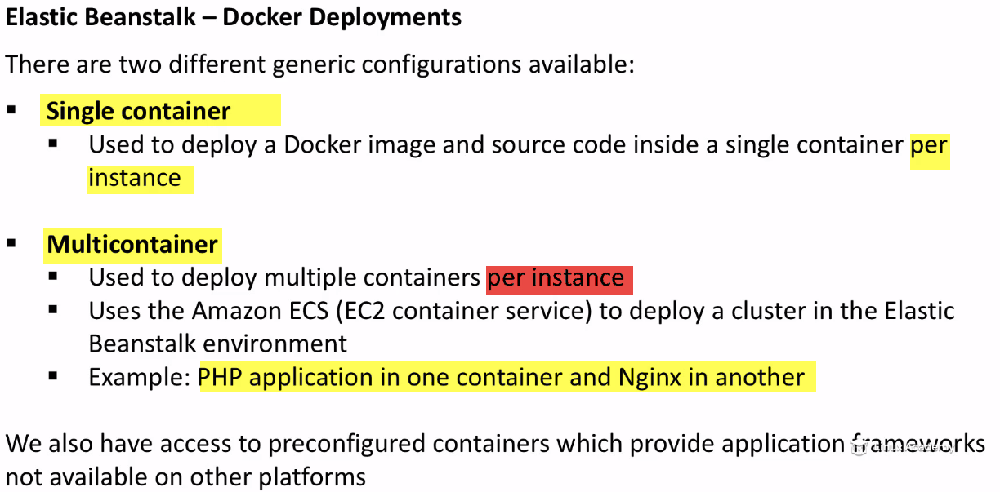 Elastic Beanstalk – Docker Deployments
There are two different generic configurations available:
▪ Single container
▪ Used to deploy a Docker image and source code inside a single container per
instance
▪ Multicontainer
▪ Used to deploy multiple containers per instance
▪ Uses the Amazon ECS (EC2 container service) to deploy a cluster in the Elastic
Beanstalk environment
▪ Example: PHP application in one container and Nginx in another
We also have access to preconfigured containers which provide application frameworks
not available on other platforms
Linux Academy